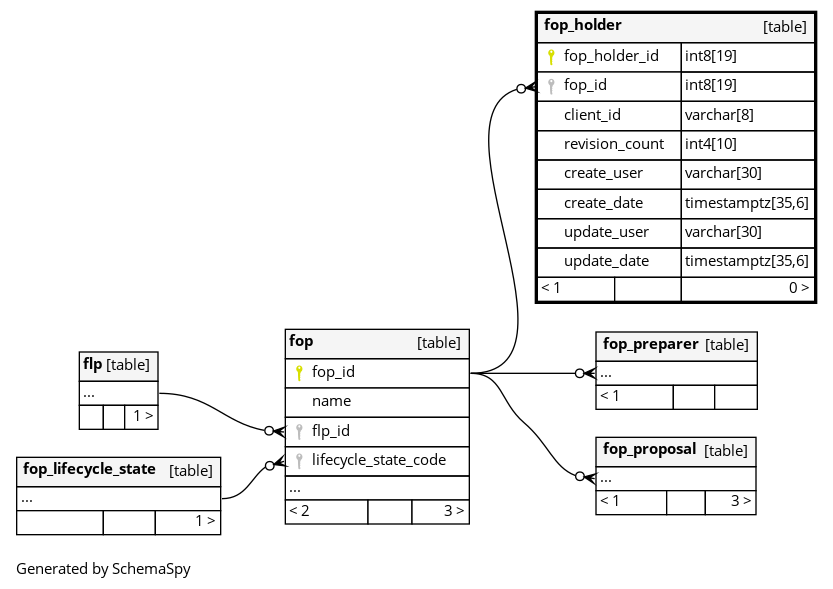 fop_holder [table]
fop_holder_id int8[19]
fop_id int8[19]
client_id varchar[8]
revision_count int4[10]
create_user varchar[30]
create_date timestamptz[35,6]
update_user varchar[30]
update_date timestamptz[35,6]
< 1 0 >
flp [table]
...
1 >
fop_lifecycle_state [table]
...
1 >
fop [table]
fop_id
name
flp_id
lifecycle_state_code
...
< 2 3 >
fop_preparer [table]
...
< 1
fop_proposal [table]
...
< 1 3 >
Generated by SchemaSpy